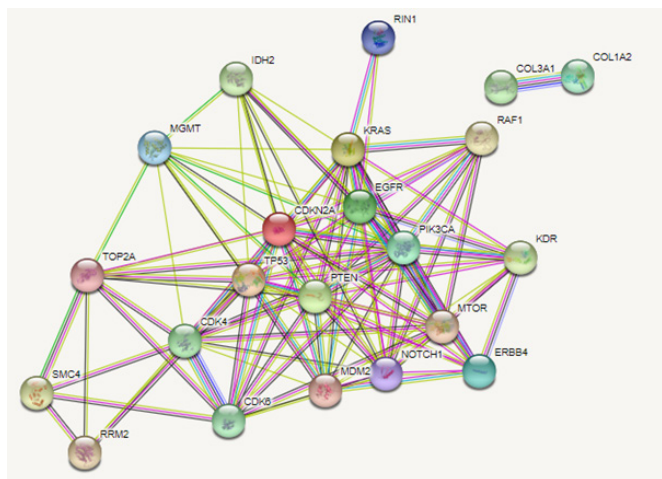 RIN1
IDH2
COL3A1
COL1A2
MGMT
KRAS
RAF1
EGFR
CDKN2A
PIK3CA
KDR
TOP2A
TP53
PTEN
MTOR
CDK4
NOTCH1
ERBB4
SMC4
MDM2
CDK6
RRM2